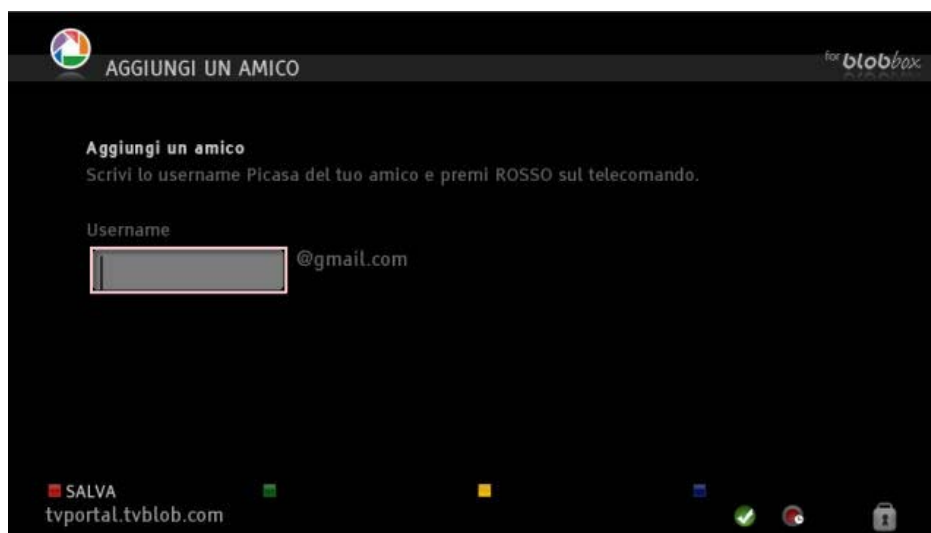 AGGIUNGI UN AMICO
for blobbox
Aggiungi un amico
Scrivi lo username Picasa del tuo amico e premi ROSSO sul telecomando.
Username
@gmail.com
SALVA
tvportal.tvblob.com